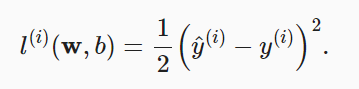 $l^{(i)}(\mathbf{w}, b) = \frac{1}{2} \left( \hat{y}^{(i)} - y^{(i)} \right)^2.$